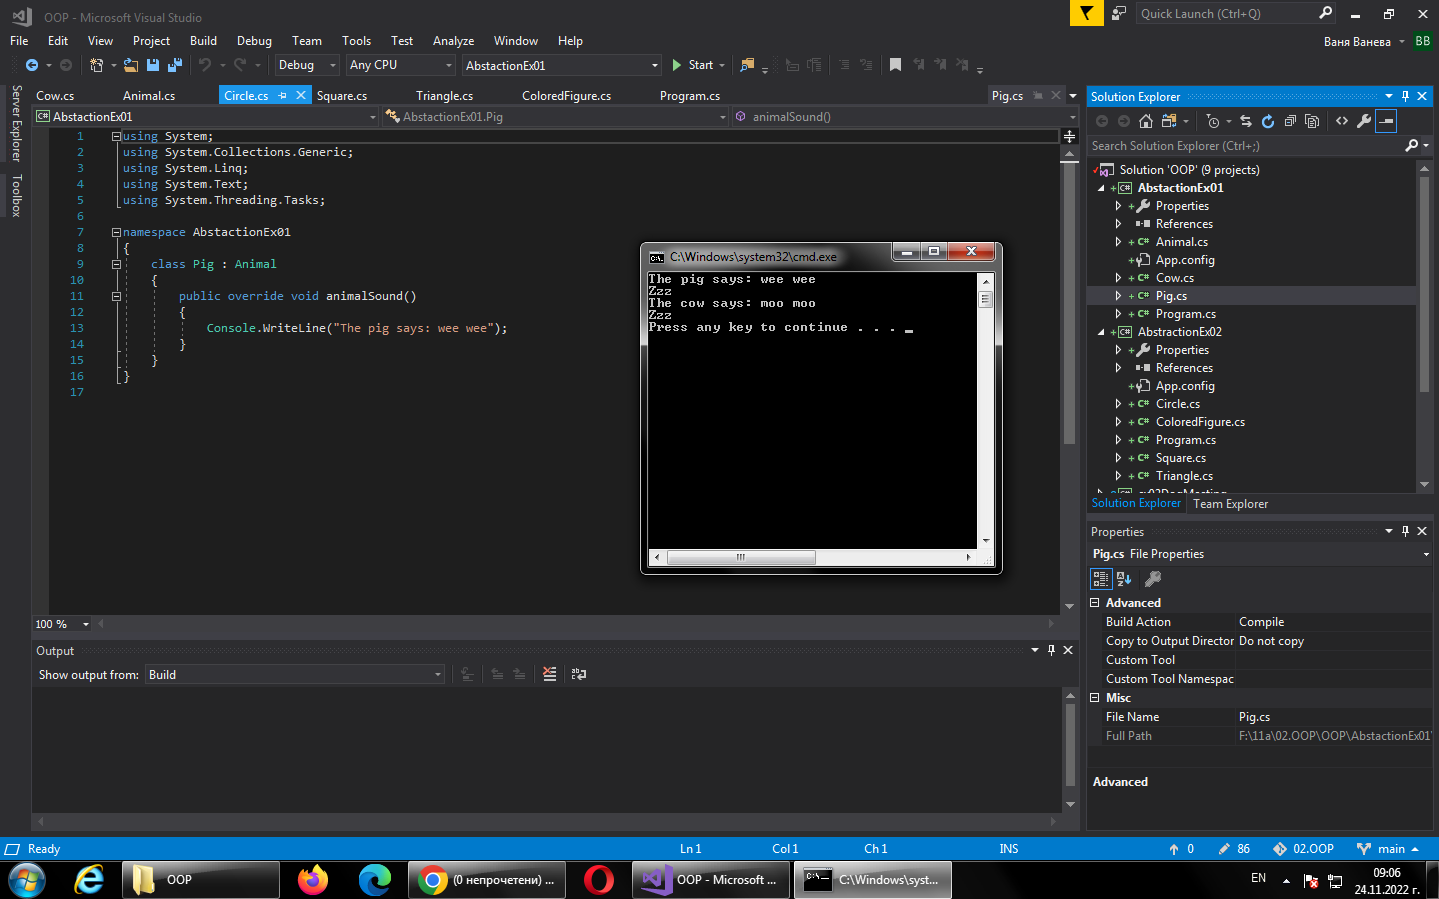 OOP - Microsoft Visual Studio
Quick Launch (Ctrl+Q)
File Edit View Project Build Debug Team Tools Test Analyze Window Help
Ваня Ванева BB
Debug Any CPU AbstactionEx01 Start
Server Explorer
Toolbox
Cow.cs Animal.cs Circle.cs Square.cs Triangle.cs ColoredFigure.cs Program.cs Pig.cs
AbstactionEx01 AbstactionEx01.Pig animalSound()
1 using System;
2 using System.Collections.Generic;
3 using System.Linq;
4 using System.Text;
5 using System.Threading.Tasks;
6
7 namespace AbstactionEx01
8 {
9 class Pig : Animal
10 {
11 public override void animalSound()
12 {
13 Console.WriteLine("The pig says: wee wee");
14 }
15 }
16 }
17
100 %
C:\Windows\system32\cmd.exe
The pig says: wee wee
Zzz
The cow says: moo moo
Zzz
Press any key to continue . . . _
Output
Show output from: Build
Solution Explorer
Search Solution Explorer (Ctrl+;)
Solution 'OOP' (9 projects)
AbstactionEx01
Properties
References
Animal.cs
App.config
Cow.cs
Pig.cs
Program.cs
AbstractionEx02
Properties
References
App.config
Circle.cs
ColoredFigure.cs
Program.cs
Square.cs
Triangle.cs
Solution Explorer Team Explorer
Properties
Pig.cs File Properties
Advanced
Build Action Compile
Copy to Output Director Do not copy
Custom Tool
Custom Tool Namespac
Misc
File Name Pig.cs
Full Path F:\11a\02.OOP\OOP\AbstactionEx01\
Advanced
Ready Ln 1 Col 1 Ch 1 INS 0 86 02.OOP main
OOP (0 непрочетени) ... OOP - Microsoft ... C:\Windows\syst... EN 09:06
24.11.2022 г.